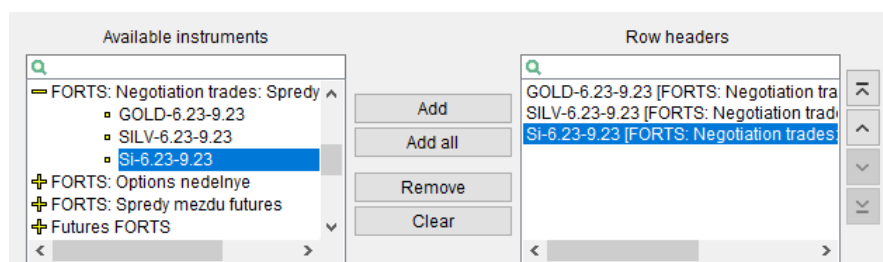 Available instruments
Row headers
FORTS: Negotiation trades: Spredy
GOLD-6.23-9.23
SILV-6.23-9.23
Si-6.23-9.23
FORTS: Options nedelnye
FORTS: Spredy mezdu futures
Futures FORTS
Add
Add all
Remove
Clear
GOLD-6.23-9.23 [FORTS: Negotiation tra
SILV-6.23-9.23 [FORTS: Negotiation trad
Si-6.23-9.23 [FORTS: Negotiation trades: